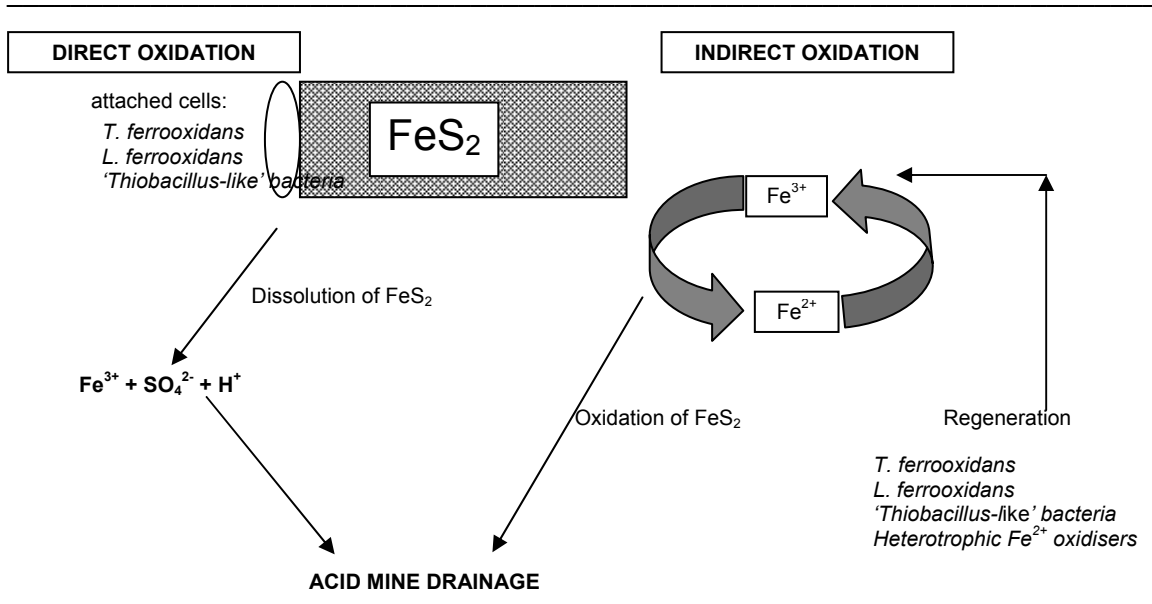 DIRECT OXIDATION
INDIRECT OXIDATION
attached cells:
T. ferrooxidans
L. ferrooxidans
'Thiobacillus-like' bacteria
FeS₂
Fe³⁺
Fe²⁺
Dissolution of FeS₂
Fe³⁺ + SO₄²⁻ + H⁺
Oxidation of FeS₂
Regeneration
T. ferrooxidans
L. ferrooxidans
'Thiobacillus-like' bacteria
Heterotrophic Fe²⁺ oxidisers
ACID MINE DRAINAGE